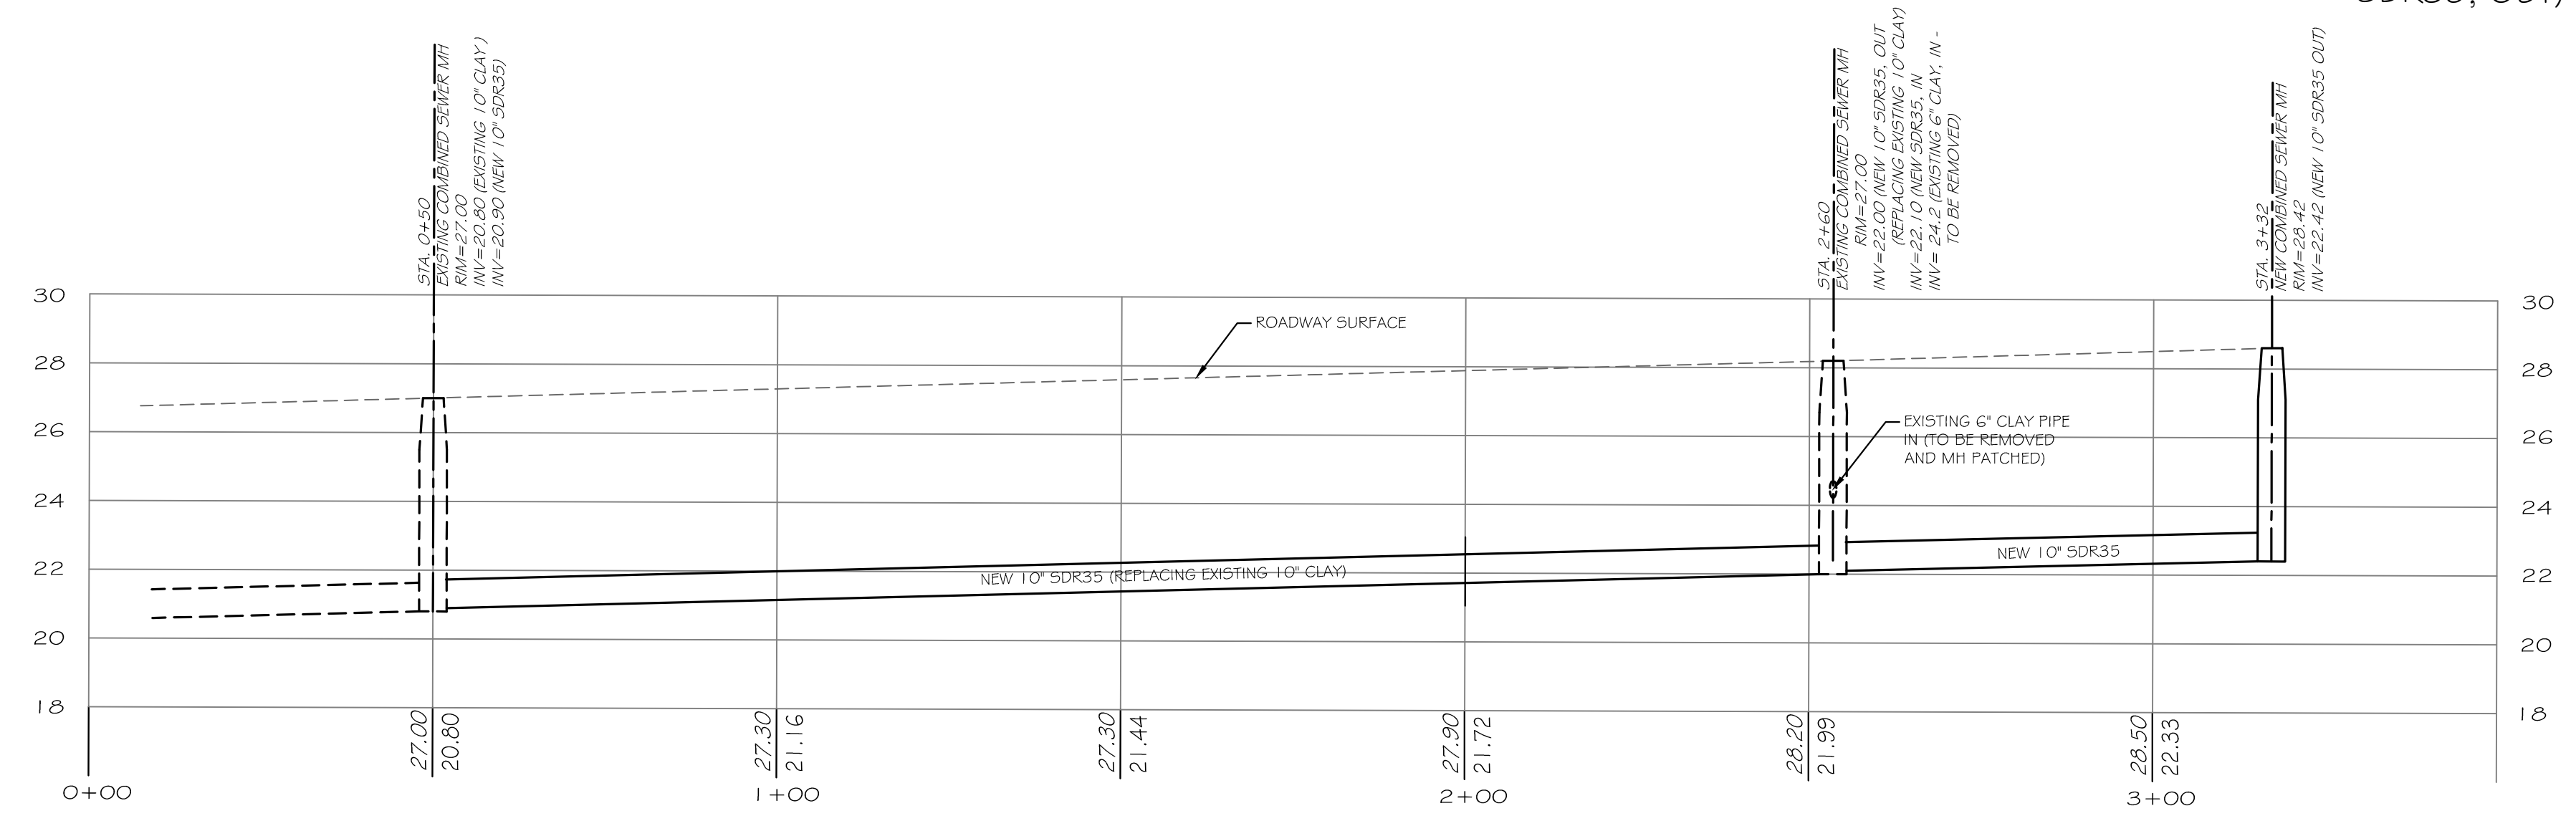 STA. 0+50
EXISTING COMBINED SEWER MH
RIM=27.00
INV=20.80 (EXISTING 10" CLAY )
INV=20.90 (NEW 10" SDR35)
STA. 2+60
EXISTING COMBINED SEWER MH
RIM=27.00
INV=22.00 (NEW 10" SDR35, OUT
(REPLACING EXISTING 10" CLAY)
INV=22.10 (NEW SDR35, IN
INV= 24.2 (EXISTING 6" CLAY, IN -
TO BE REMOVED)
STA. 3+32
NEW COMBINED SEWER MH
RIM=28.42
INV=22.42 (NEW 10" SDR35 OUT)
30
28
26
24
22
20
18
ROADWAY SURFACE
EXISTING 6" CLAY PIPE
IN (TO BE REMOVED
AND MH PATCHED)
NEW 10" SDR35 (REPLACING EXISTING 10" CLAY)
NEW 10" SDR35
30
28
26
24
22
20
18
27.00
20.80
27.30
21.16
27.30
21.44
27.90
21.72
28.20
21.99
28.50
22.33
0+00
1+00
2+00
3+00